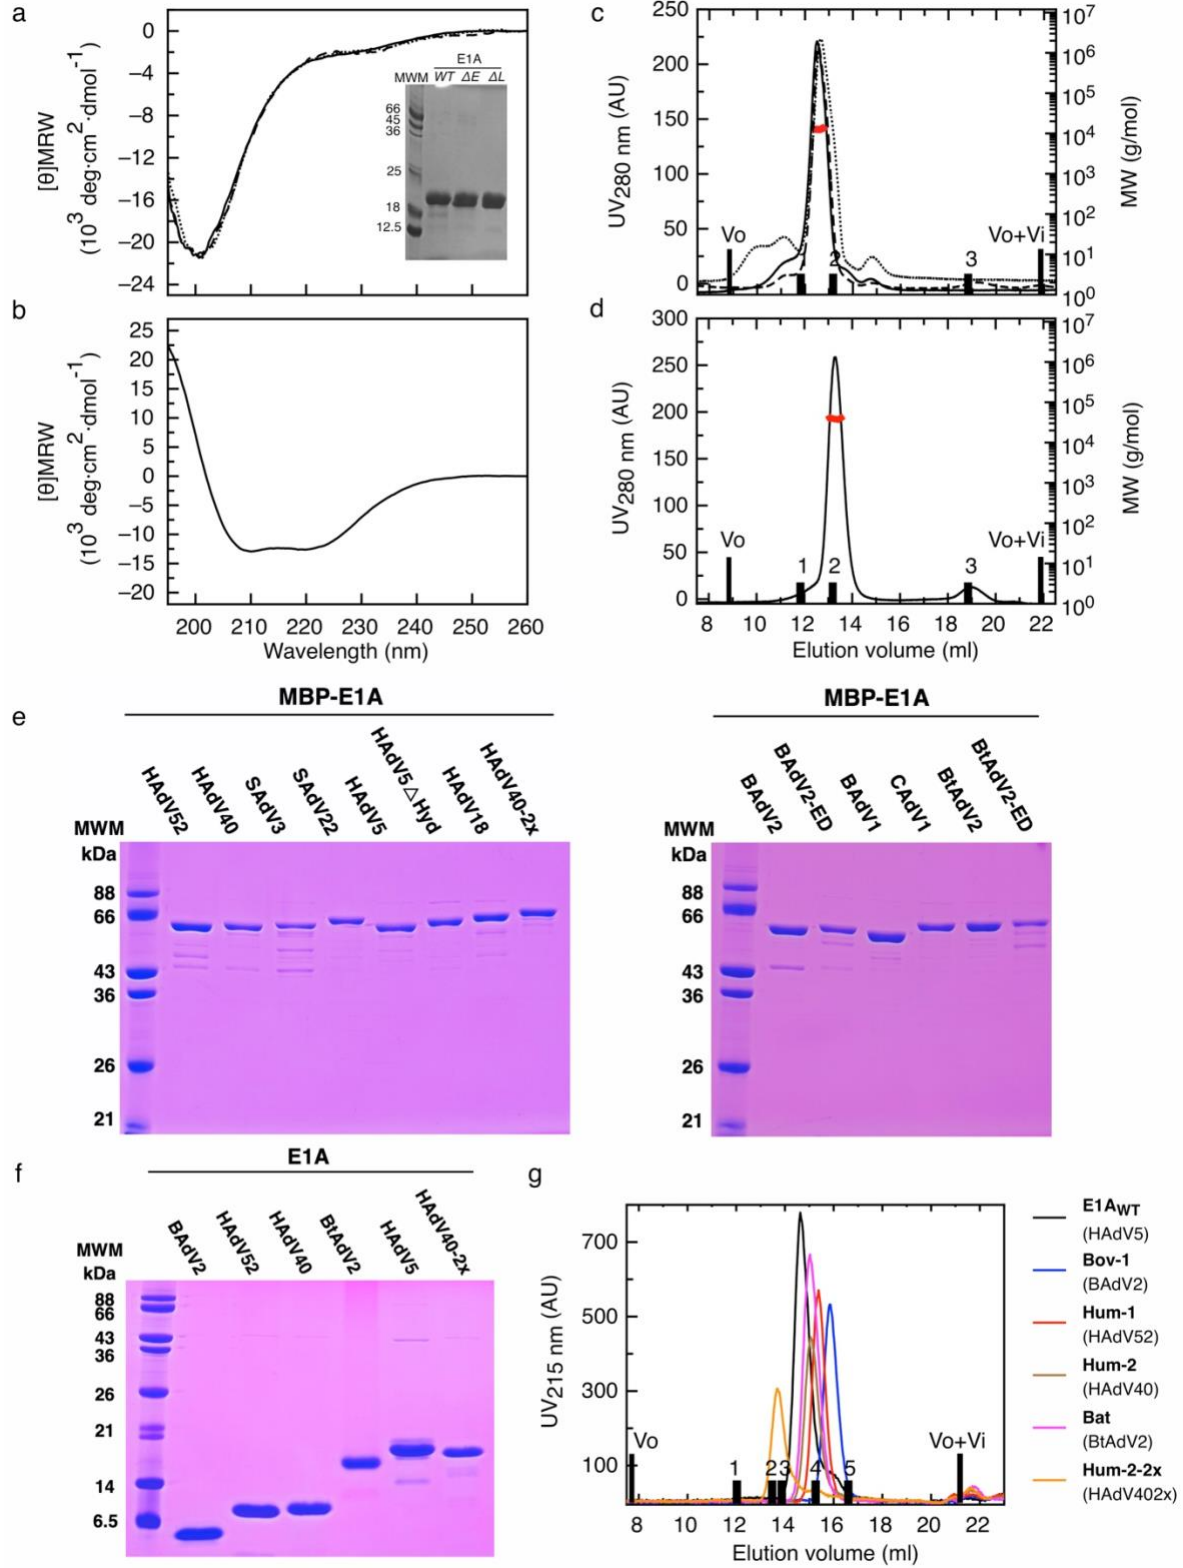 a
0
−4
−8
−12
−16
−20
−24
[θ]MRW
(10³ deg·cm²·dmol⁻¹)
E1A
MWM WT ΔE ΔL
66
45
36
25
18
12.5
b
25
20
15
10
5
0
−5
−10
−15
−20
[θ]MRW
(10³ deg·cm²·dmol⁻¹)
200 210 220 230 240 250 260
Wavelength (nm)
c
250
200
150
100
50
0
UV280 nm (AU)
Vo
2
3
Vo+Vi
10⁷
10⁶
10⁵
10⁴
10³
10²
10¹
10⁰
MW (g/mol)
d
300
250
200
150
100
50
0
UV280 nm (AU)
Vo
1
2
3
Vo+Vi
10⁷
10⁶
10⁵
10⁴
10³
10²
10¹
10⁰
MW (g/mol)
8 10 12 14 16 18 20 22
Elution volume (ml)
e
MBP-E1A
HAdV52
HAdV40
SAdV3
SAdV22
HAdV5
HAdV5△Hyd
HAdV18
HAdV40-2x
MWM
kDa
88
66
43
36
26
21
MBP-E1A
BAdV2
BAdV2-ED
BAdV1
CAdV1
BtAdV2
BtAdV2-ED
MWM
kDa
88
66
43
36
26
21
f
E1A
BAdV2
HAdV52
HAdV40
BtAdV2
HAdV5
HAdV40-2x
MWM
kDa
88
66
43
36
26
21
14
6.5
g
700
500
300
100
UV215 nm (AU)
Vo
1
2
3
4
5
Vo+Vi
8 10 12 14 16 18 20 22
Elution volume (ml)
E1AWT
(HAdV5)
Bov-1
(BAdV2)
Hum-1
(HAdV52)
Hum-2
(HAdV40)
Bat
(BtAdV2)
Hum-2-2x
(HAdV402x)